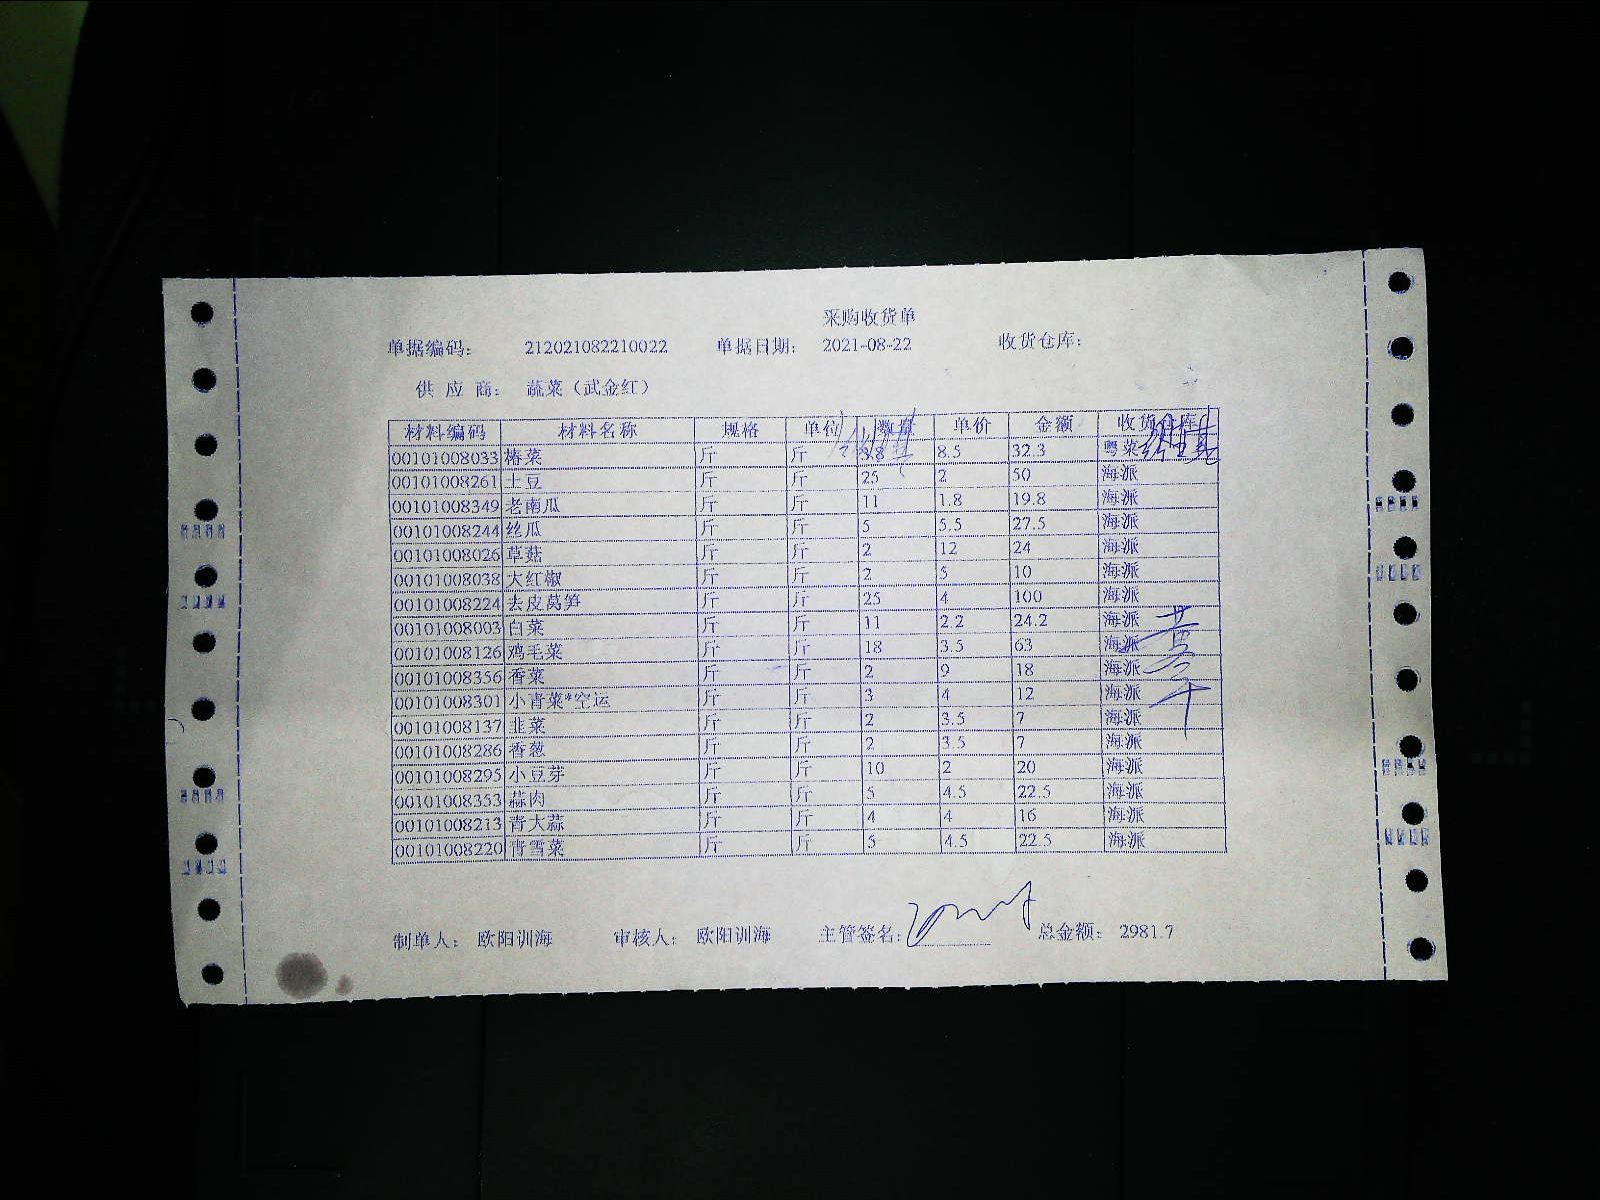 采购收货单
单据编码： 212021082210022 单据日期： 2021-08-22 收货仓库：
供应商： 蔬菜（武金红）
材料编码 材料名称 规格 单位 数量 单价 金额 收货仓库
00101008033 椿菜 斤 斤 3.8 8.5 32.3 粤菜
00101008261 土豆 斤 斤 25 2 50 海派
00101008349 老南瓜 斤 斤 11 1.8 19.8 海派
00101008244 丝瓜 斤 斤 5 5.5 27.5 海派
00101008026 草菇 斤 斤 2 12 24 海派
00101008038 大红椒 斤 斤 2 5 10 海派
00101008224 去皮莴笋 斤 斤 25 4 100 海派
00101008003 白菜 斤 斤 11 2.2 24.2 海派
00101008126 鸡毛菜 斤 斤 18 3.5 63 海派
00101008356 香菜 斤 斤 2 9 18 海派
00101008301 小青菜*空运 斤 斤 3 4 12 海派
00101008137 韭菜 斤 斤 2 3.5 7 海派
00101008286 香葱 斤 斤 2 3.5 7 海派
00101008295 小豆芽 斤 斤 10 2 20 海派
00101008353 蒜肉 斤 斤 5 4.5 22.5 海派
00101008213 青大蒜 斤 斤 4 4 16 海派
00101008220 青雪菜 斤 斤 5 4.5 22.5 海派
制单人： 欧阳训海 审核人： 欧阳训海 主管签名： 总金额： 2981.7